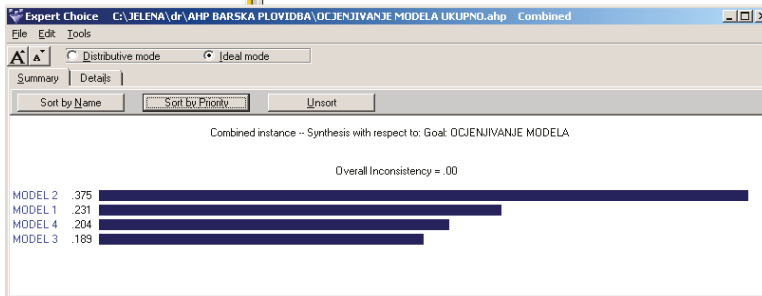 Expert Choice C:\JELENA\dr\AHP BARSKA PLOVIDBA\OCJENJIVANJE MODELA UKUPNO.ahp Combined
File Edit Tools
A A Distributive mode Ideal mode
Summary Details
Sort by Name Sort by Priority Unsort
Combined instance -- Synthesis with respect to: Goal: OCJENJIVANJE MODELA
Overall Inconsistency = .00
MODEL 2 .375
MODEL 1 .231
MODEL 4 .204
MODEL 3 .189